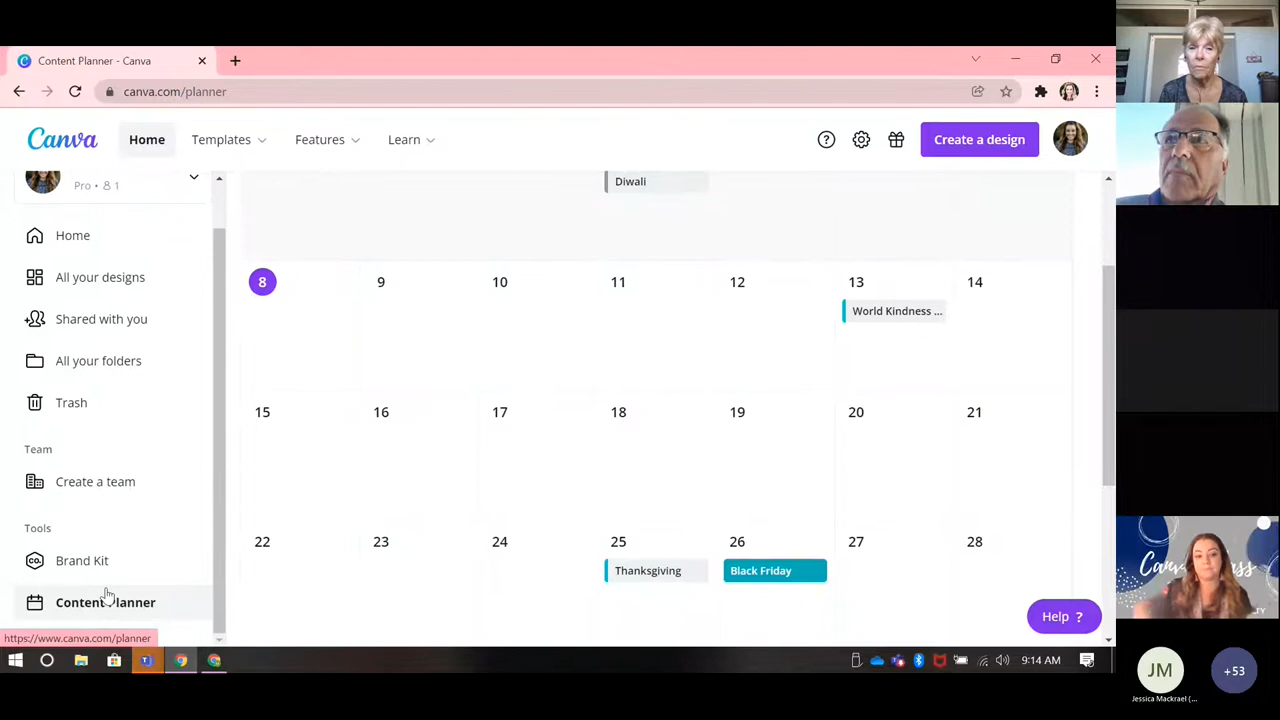 Content Planner - Canva
canva.com/planner
Canva
Home
Templates
Features
Learn
Create a design
Pro • 1
Diwali
Home
8
9
10
11
12
13
14
All your designs
World Kindness ...
Shared with you
All your folders
Trash
15
16
17
18
19
20
21
Team
Create a team
Tools
22
23
24
25
26
27
28
Brand Kit
CO.
Thanksgiving
Black Friday
Content Planner
Help ?
https://www.canva.com/planner
9:14 AM
JM
+53
Jessica Mackrael (...